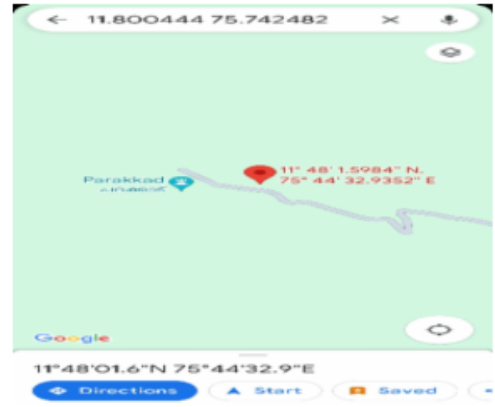 11.800444 75.742482
11° 48' 1.5984" N,
75° 44' 32.9352" E
Parakkad
Google
11°48'01.6"N 75°44'32.9"E
Directions
Start
Saved